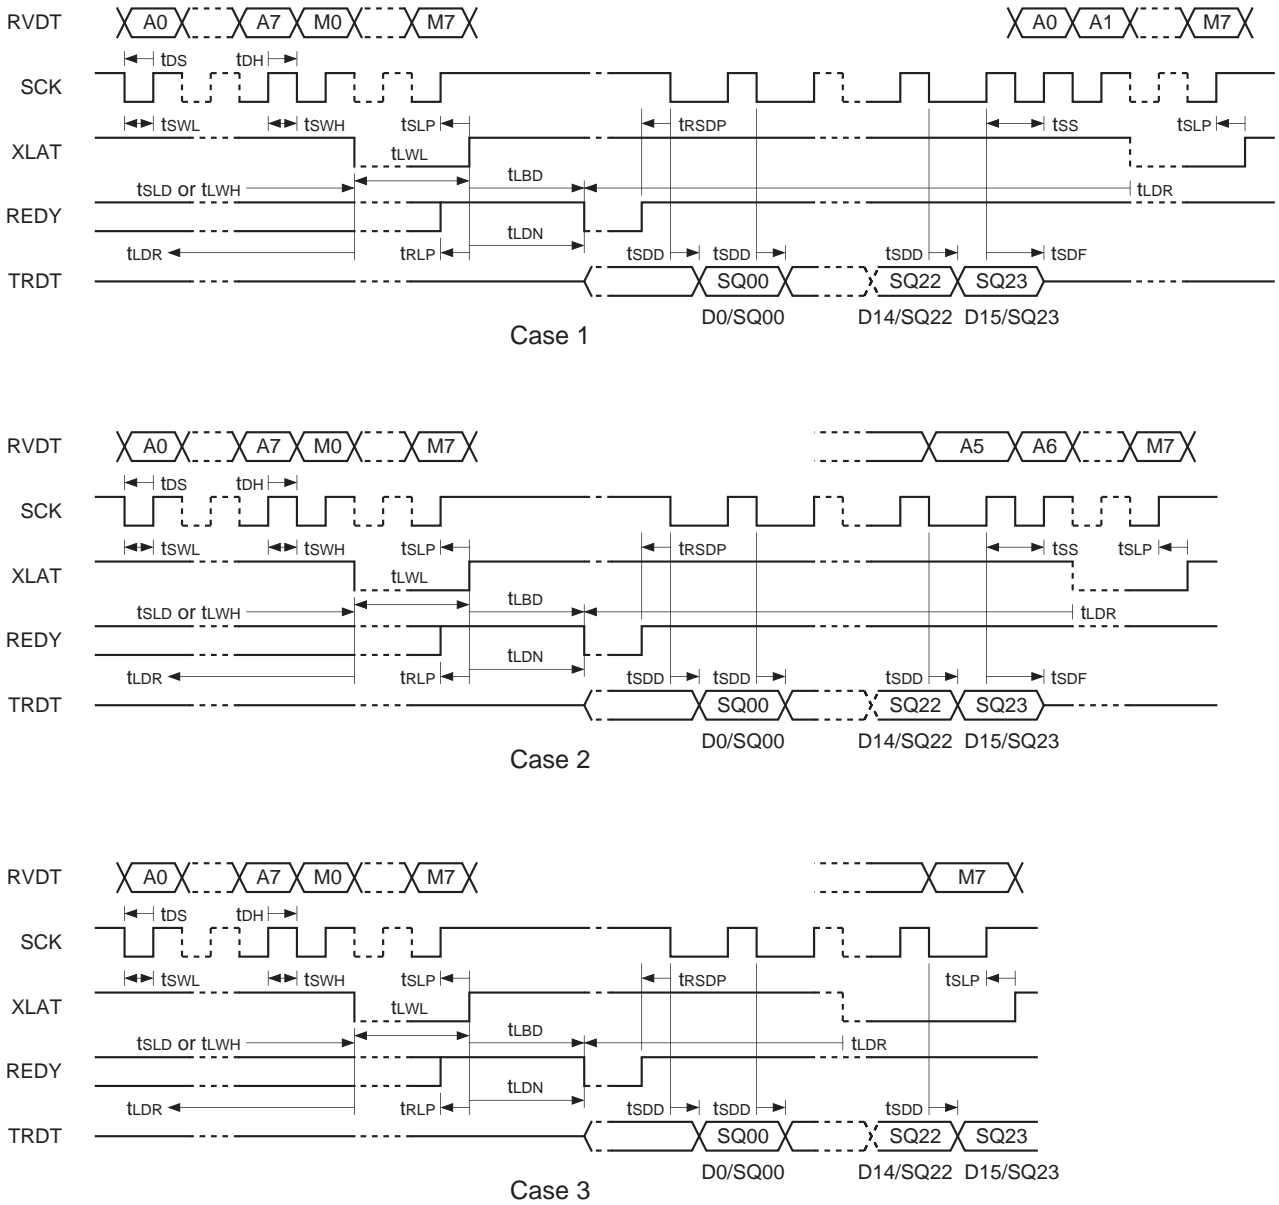 RVDT A0 A7 M0 M7 A0 A1 M7
tDS tDH
SCK
tSWL tSWH tSLP tRSDP tSS tSLP
XLAT
tLWL
tSLD or tLWH tLBD tLDR
REDY
tLDR tRLP tLDN tSDD tSDD tSDD tSDF
TRDT SQ00 SQ22 SQ23
D0/SQ00 D14/SQ22 D15/SQ23
Case 1
RVDT A0 A7 M0 M7 A5 A6 M7
tDS tDH
SCK
tSWL tSWH tSLP tRSDP tSS tSLP
XLAT
tLWL
tSLD or tLWH tLBD tLDR
REDY
tLDR tRLP tLDN tSDD tSDD tSDD tSDF
TRDT SQ00 SQ22 SQ23
D0/SQ00 D14/SQ22 D15/SQ23
Case 2
RVDT A0 A7 M0 M7 M7
tDS tDH
SCK
tSWL tSWH tSLP tRSDP tSLP
XLAT
tLWL
tSLD or tLWH tLBD tLDR
REDY
tLDR tRLP tLDN tSDD tSDD tSDD
TRDT SQ00 SQ22 SQ23
D0/SQ00 D14/SQ22 D15/SQ23
Case 3